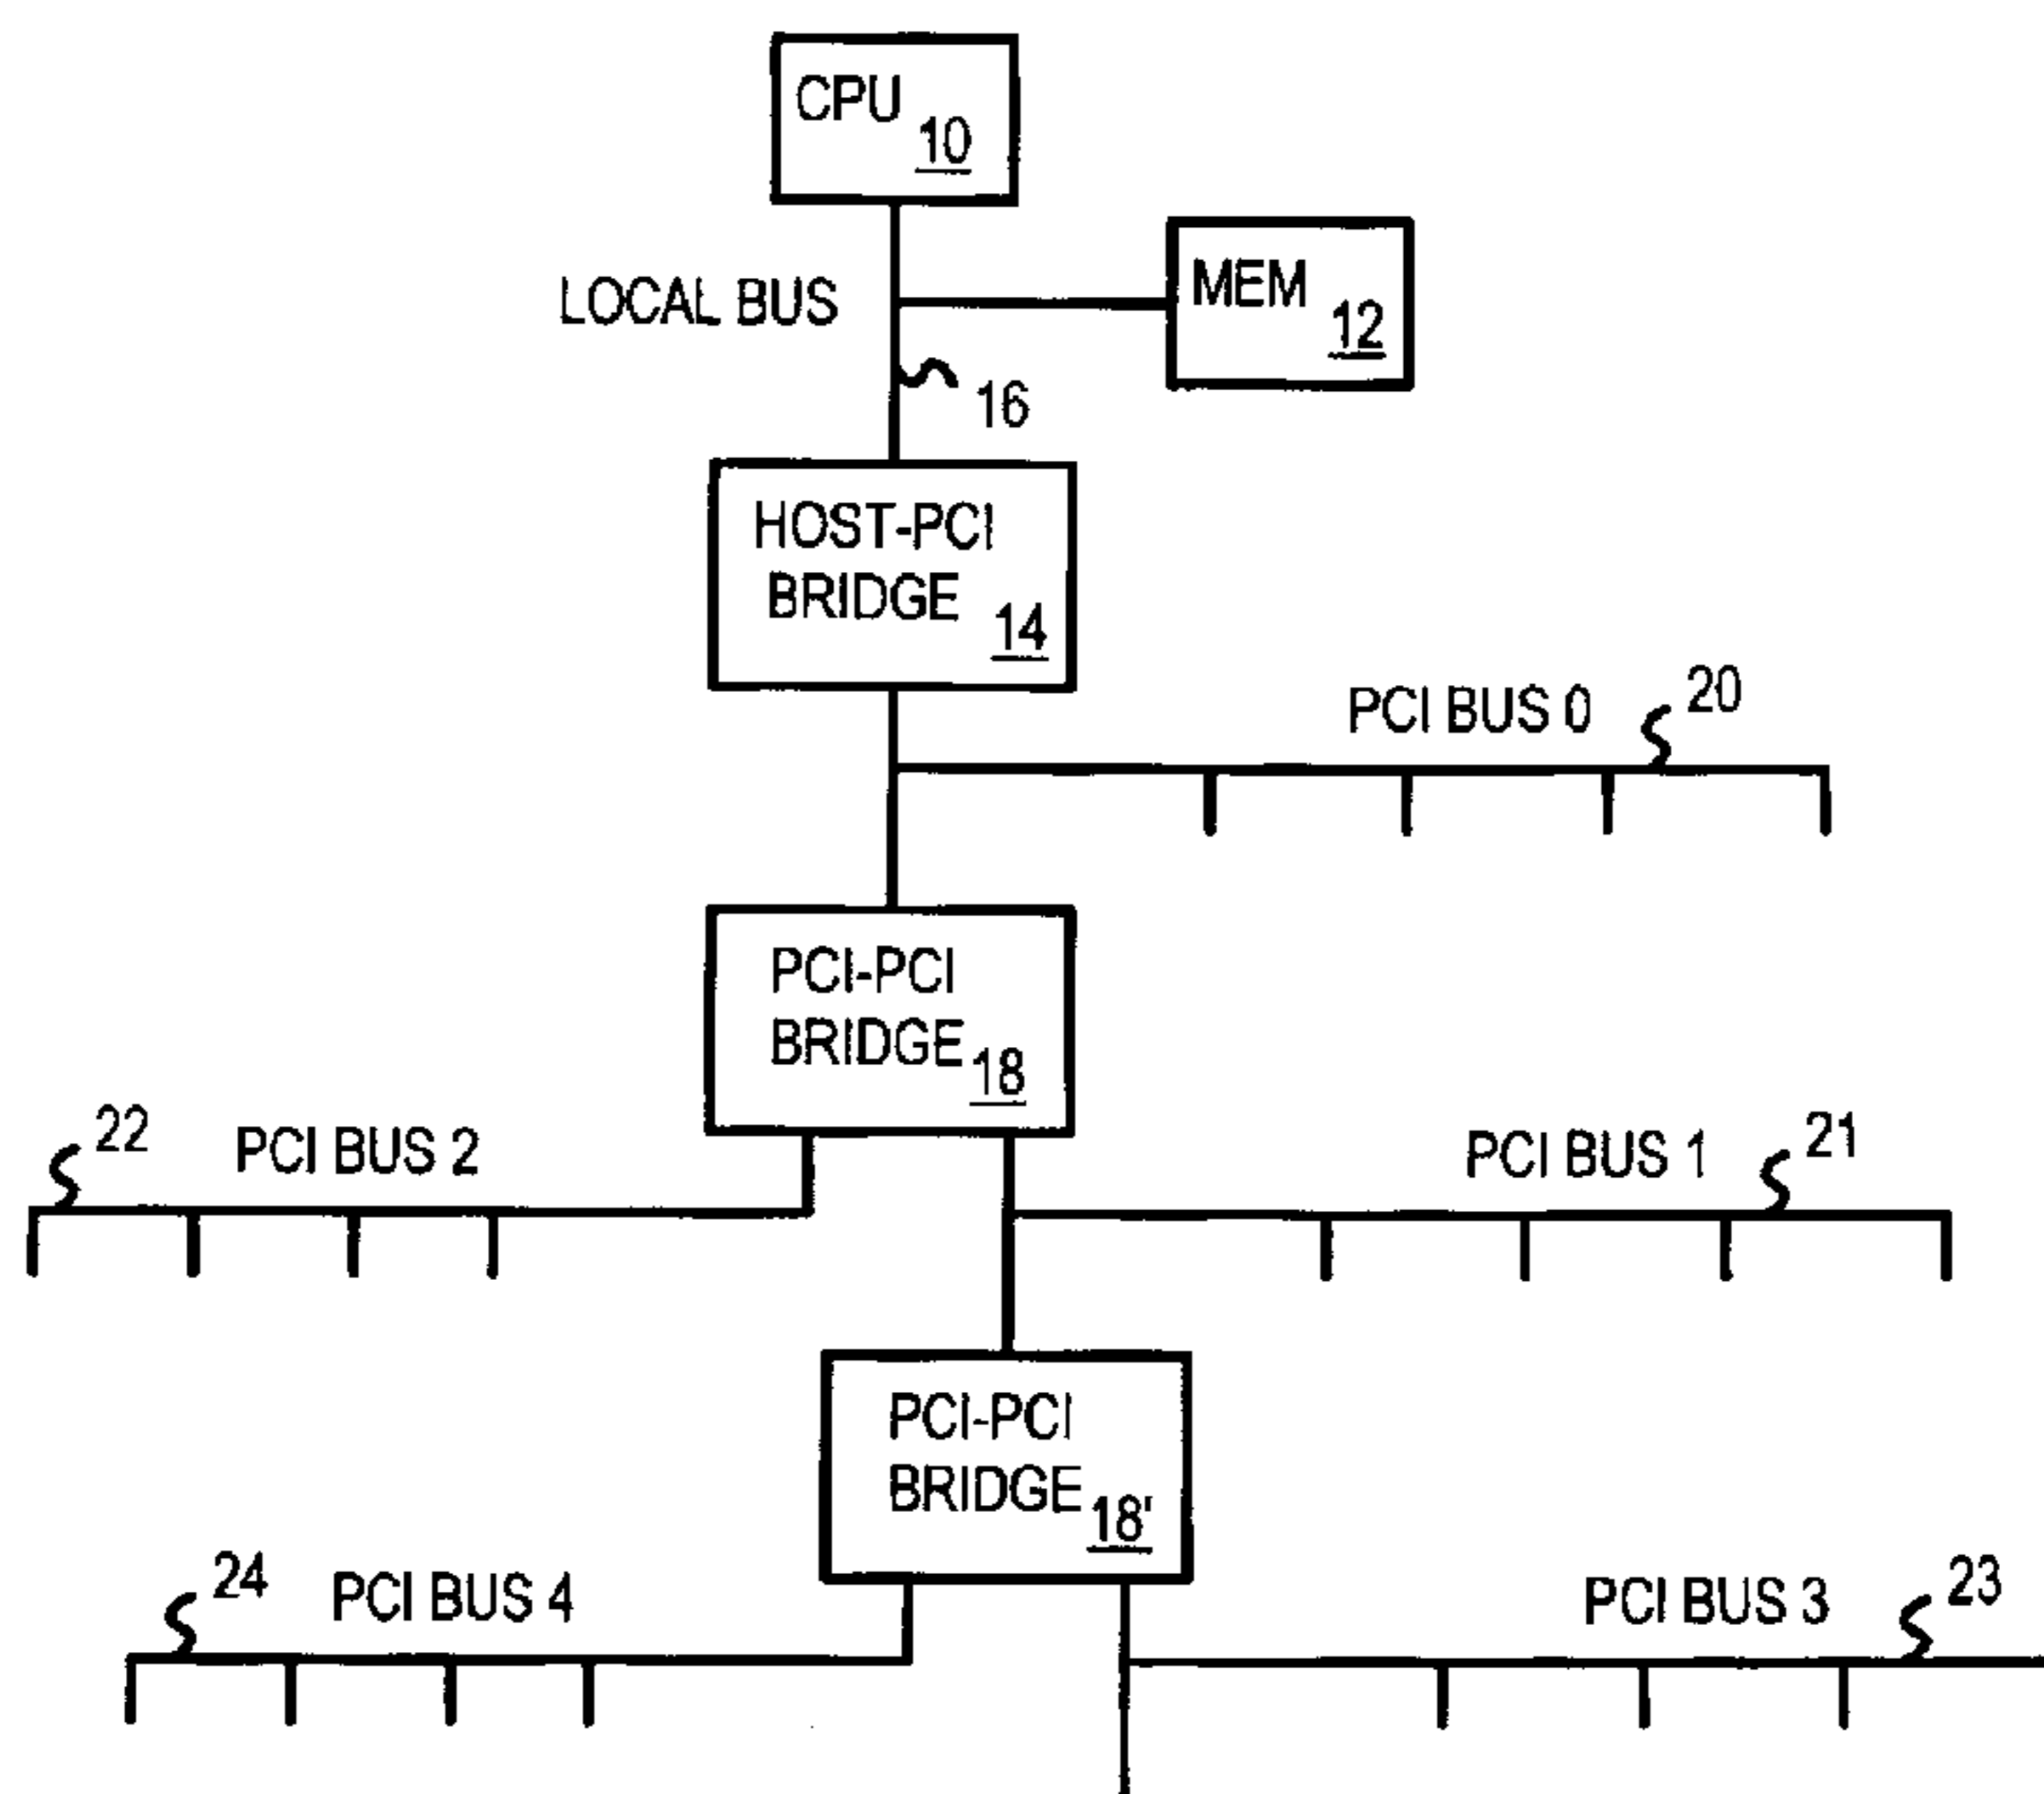 CPU
10
LOCAL BUS
MEM
12
16
HOST-PCI
BRIDGE
14
PCI BUS 0
20
PCI-PCI
BRIDGE
18
22
PCI BUS 2
PCI BUS 1
21
PCI-PCI
BRIDGE
18'
24
PCI BUS 4
PCI BUS 3
23